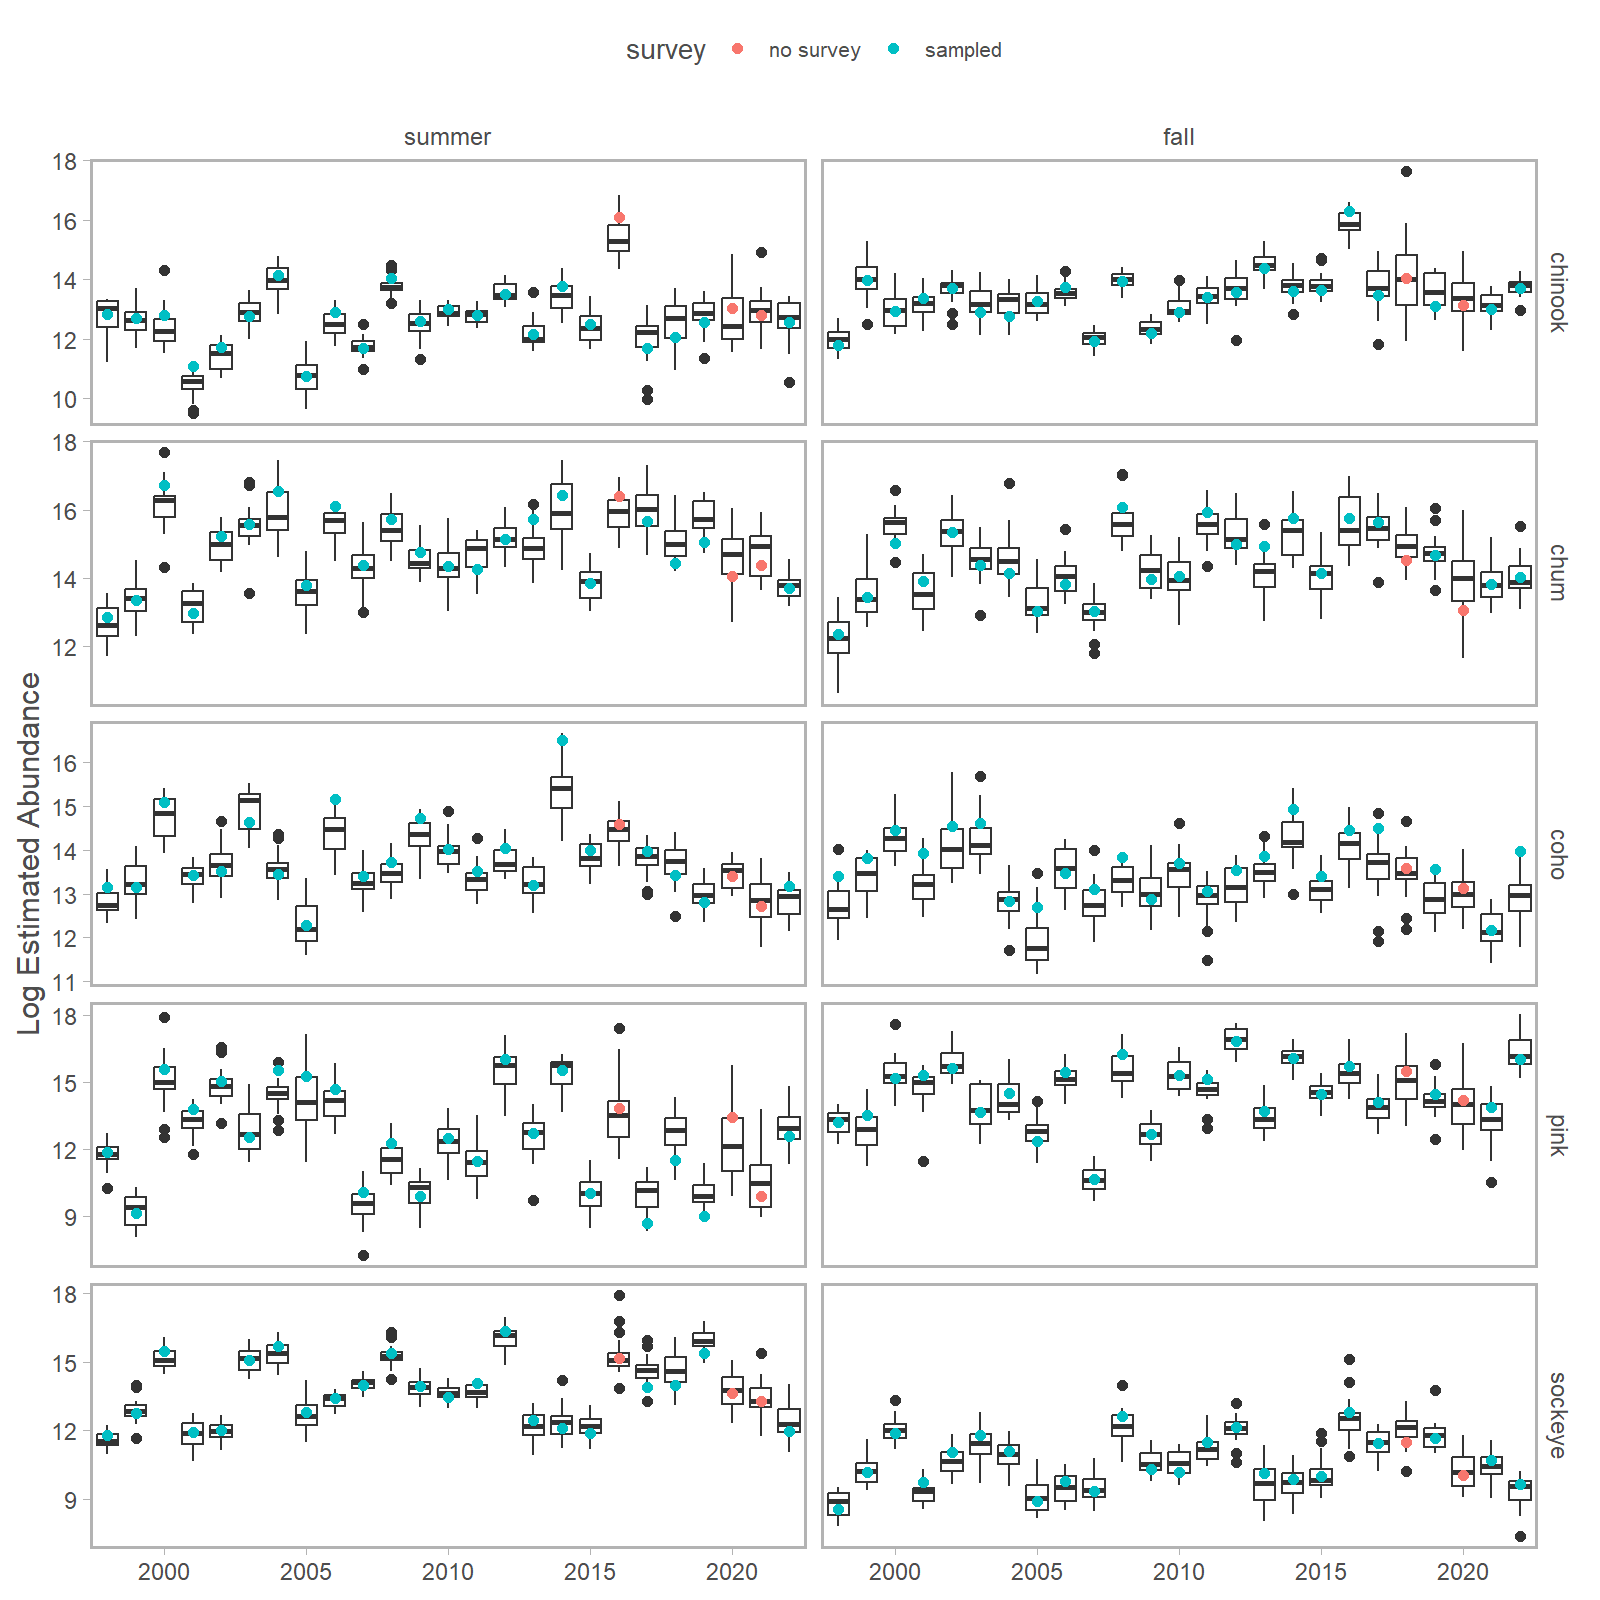 survey no survey sampled
summer fall
18
16
14
12
10
chinook
18
16
14
12
chum
Log Estimated Abundance
16
15
14
13
12
11
coho
18
15
12
9
pink
18
15
12
9
sockeye
2000 2005 2010 2015 2020 2000 2005 2010 2015 2020